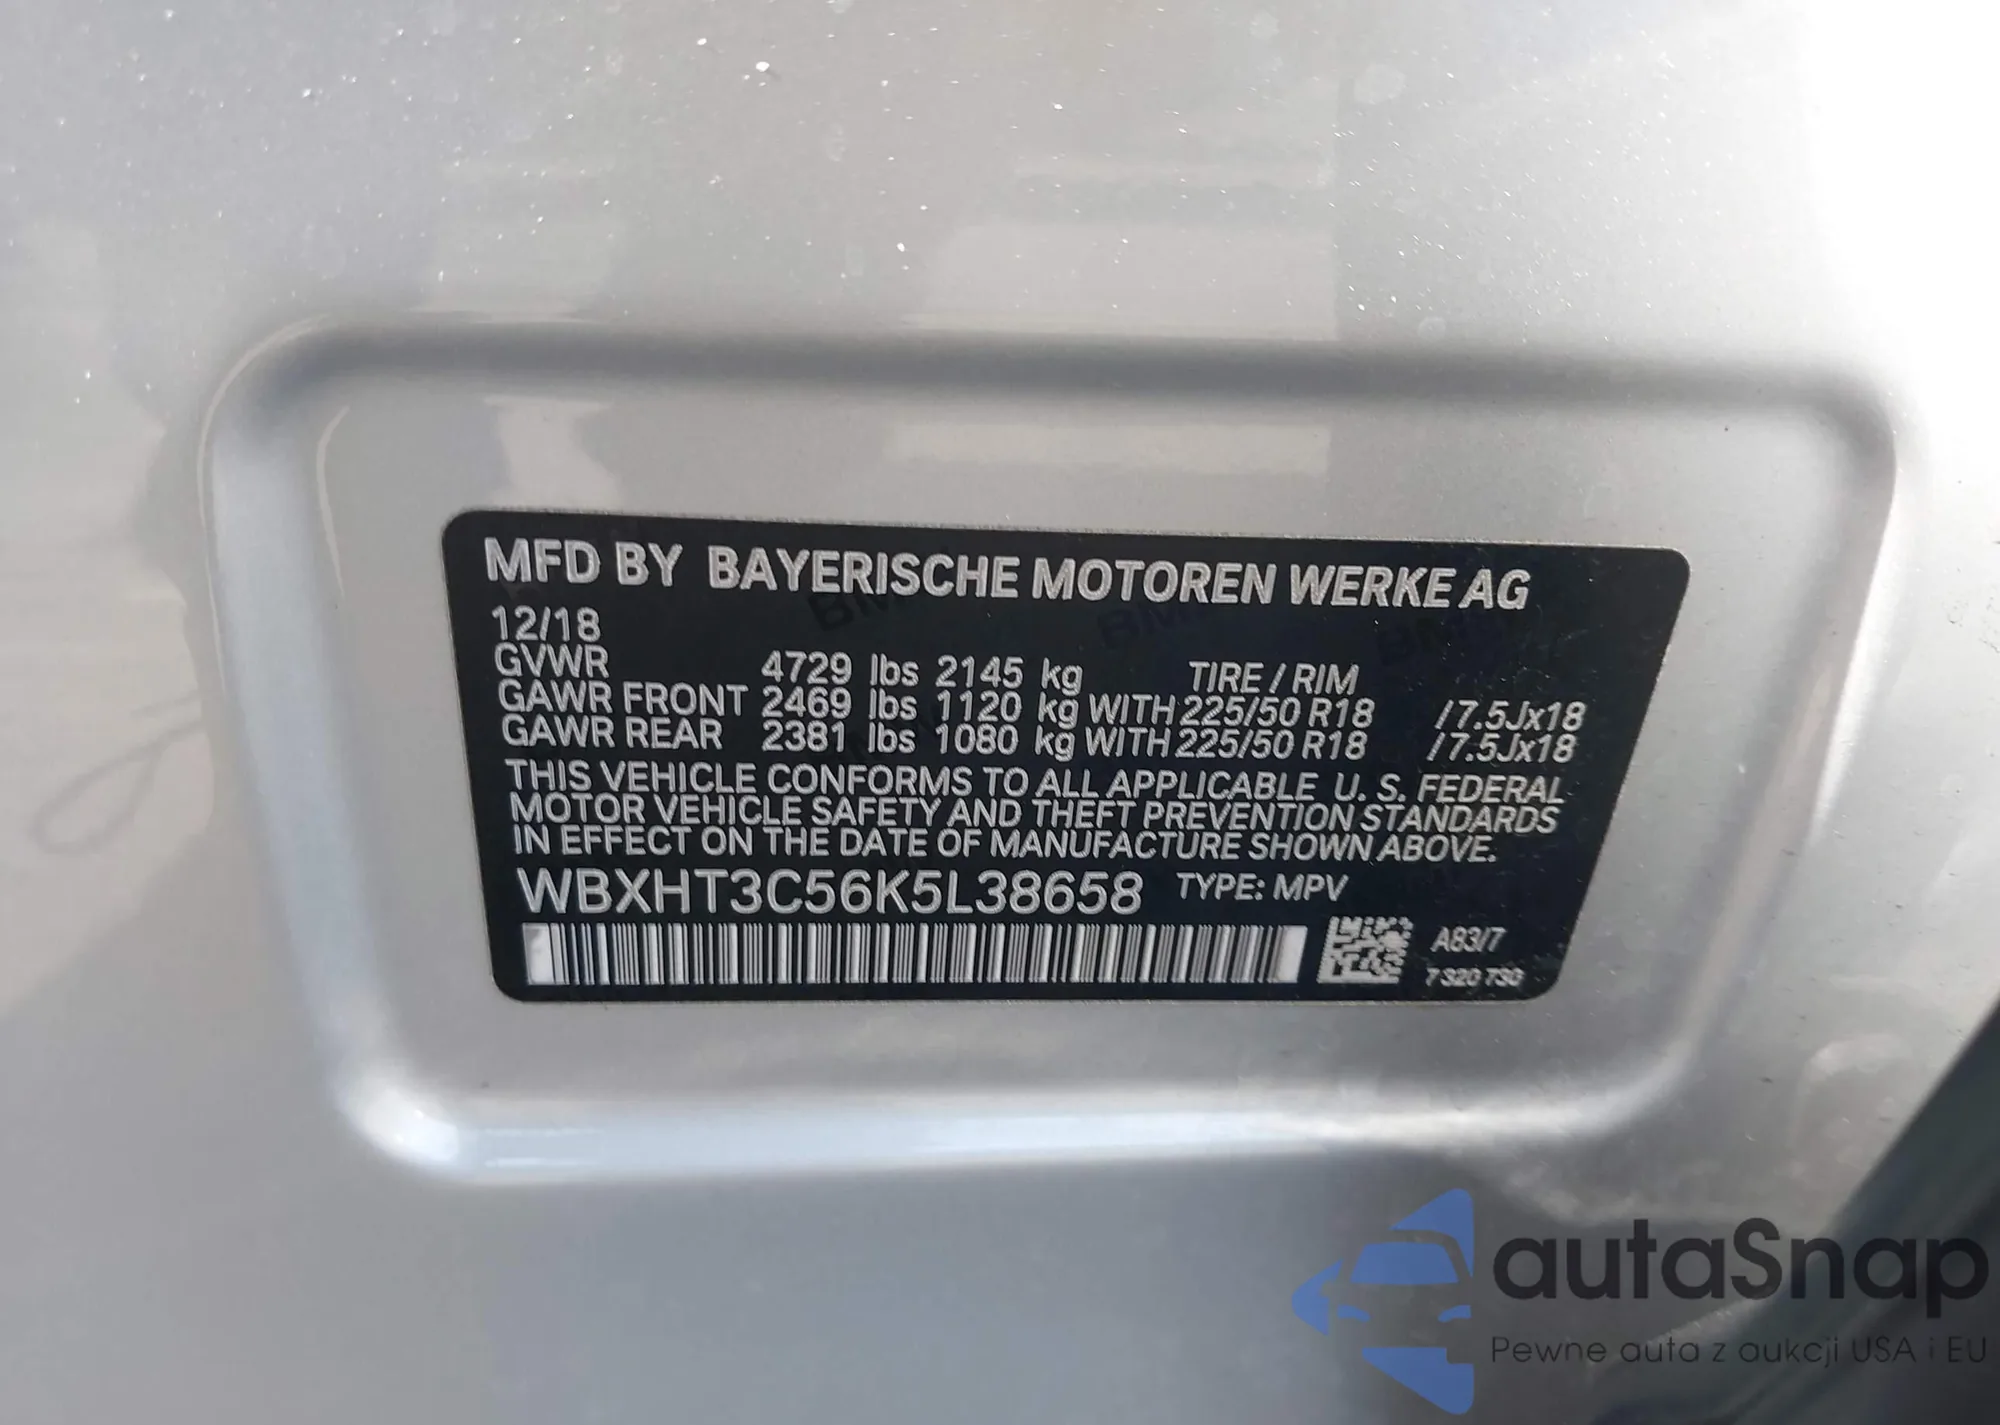 MFD BY BAYERISCHE MOTOREN WERKE AG
12/18
GVWR 4729 lbs 2145 kg TIRE / RIM
GAWR FRONT 2469 lbs 1120 kg WITH 225/50 R18 /7.5Jx18
GAWR REAR 2381 lbs 1080 kg WITH 225/50 R18 /7.5Jx18
THIS VEHICLE CONFORMS TO ALL APPLICABLE U. S. FEDERAL
MOTOR VEHICLE SAFETY AND THEFT PREVENTION STANDARDS
IN EFFECT ON THE DATE OF MANUFACTURE SHOWN ABOVE.
WBXHT3C56K5L38658 TYPE: MPV
A83/7
7 320 730
autaSnap
Pewne auta z aukcji USA i EU